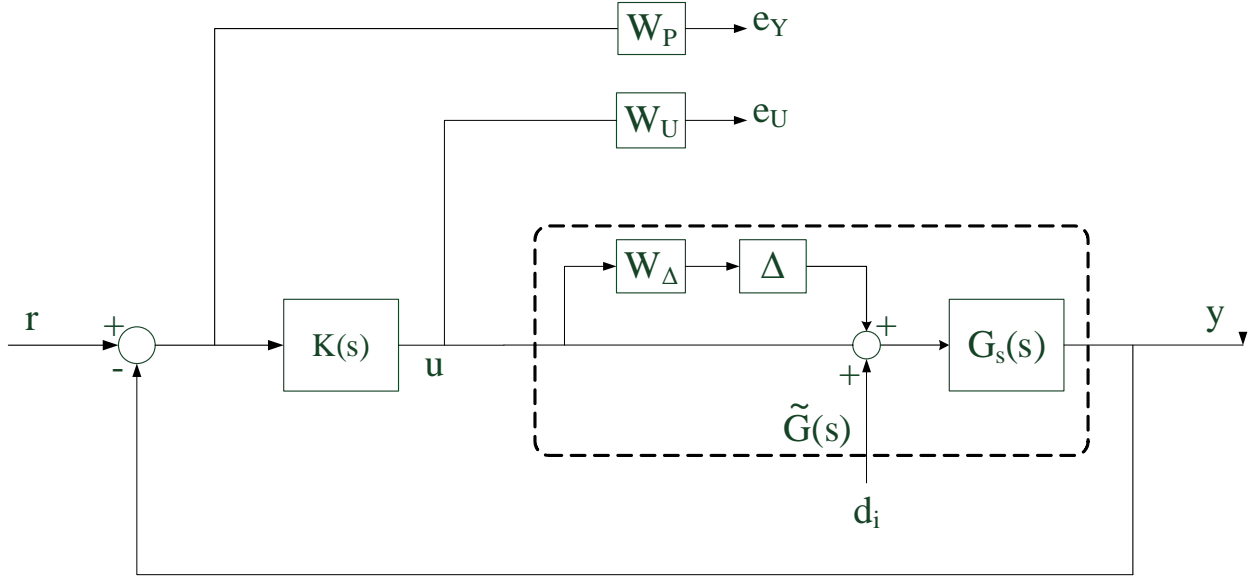 W_P
e_Y
W_U
e_U
W_Δ
Δ
r
+
-
K(s)
u
+
+
G_s(s)
y
G̃(s)
d_i